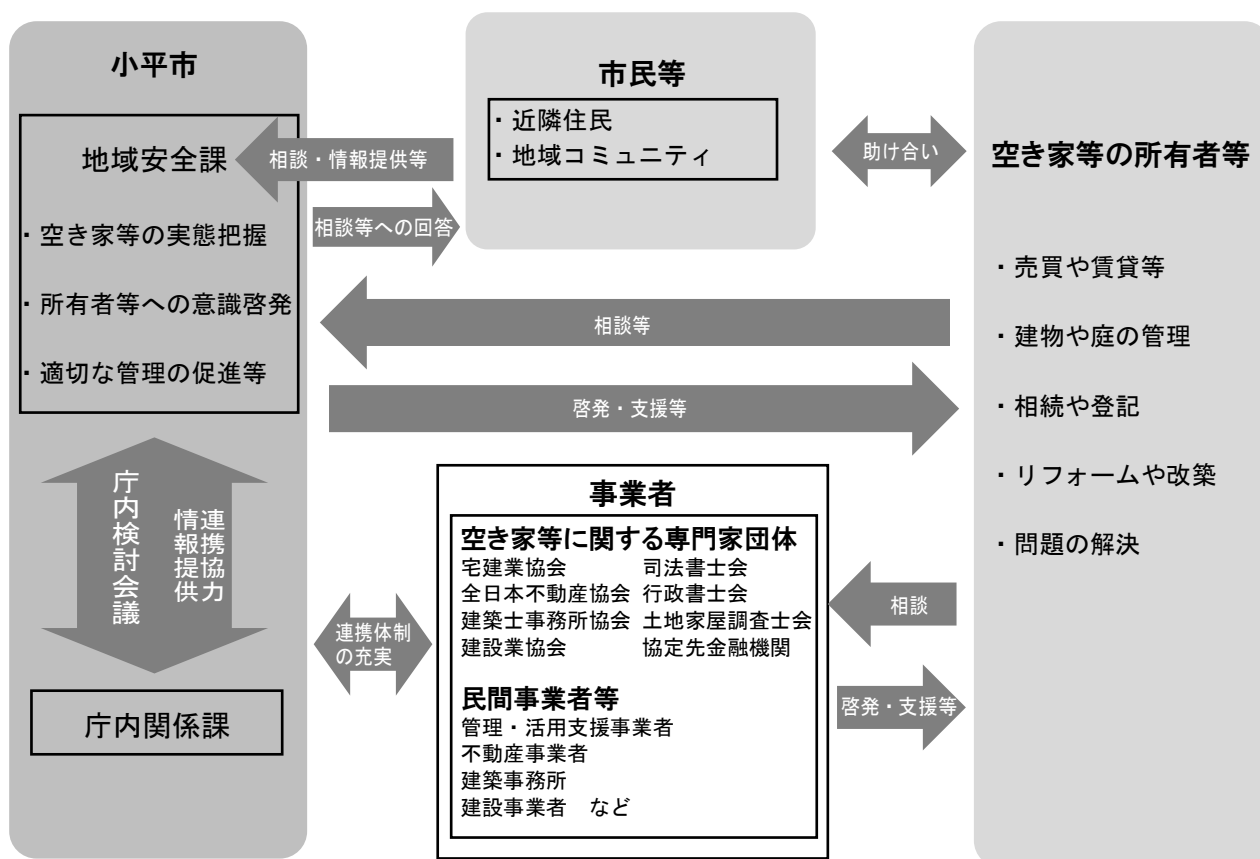 小平市
地域安全課
・空き家等の実態把握
・所有者等への意識啓発
・適切な管理の促進等
庁内検討会議
連携協力
情報提供
庁内関係課
相談・情報提供等
相談等への回答
市民等
・近隣住民
・地域コミュニティ
助け合い
相談等
啓発・支援等
連携体制
の充実
事業者
空き家等に関する専門家団体
宅建業協会 司法書士会
全日本不動産協会 行政書士会
建築士事務所協会 土地家屋調査士会
建設業協会 協定先金融機関
民間事業者等
管理・活用支援事業者
不動産事業者
建築事務所
建設事業者 など
相談
啓発・支援等
空き家等の所有者等
・売買や賃貸等
・建物や庭の管理
・相続や登記
・リフォームや改築
・問題の解決